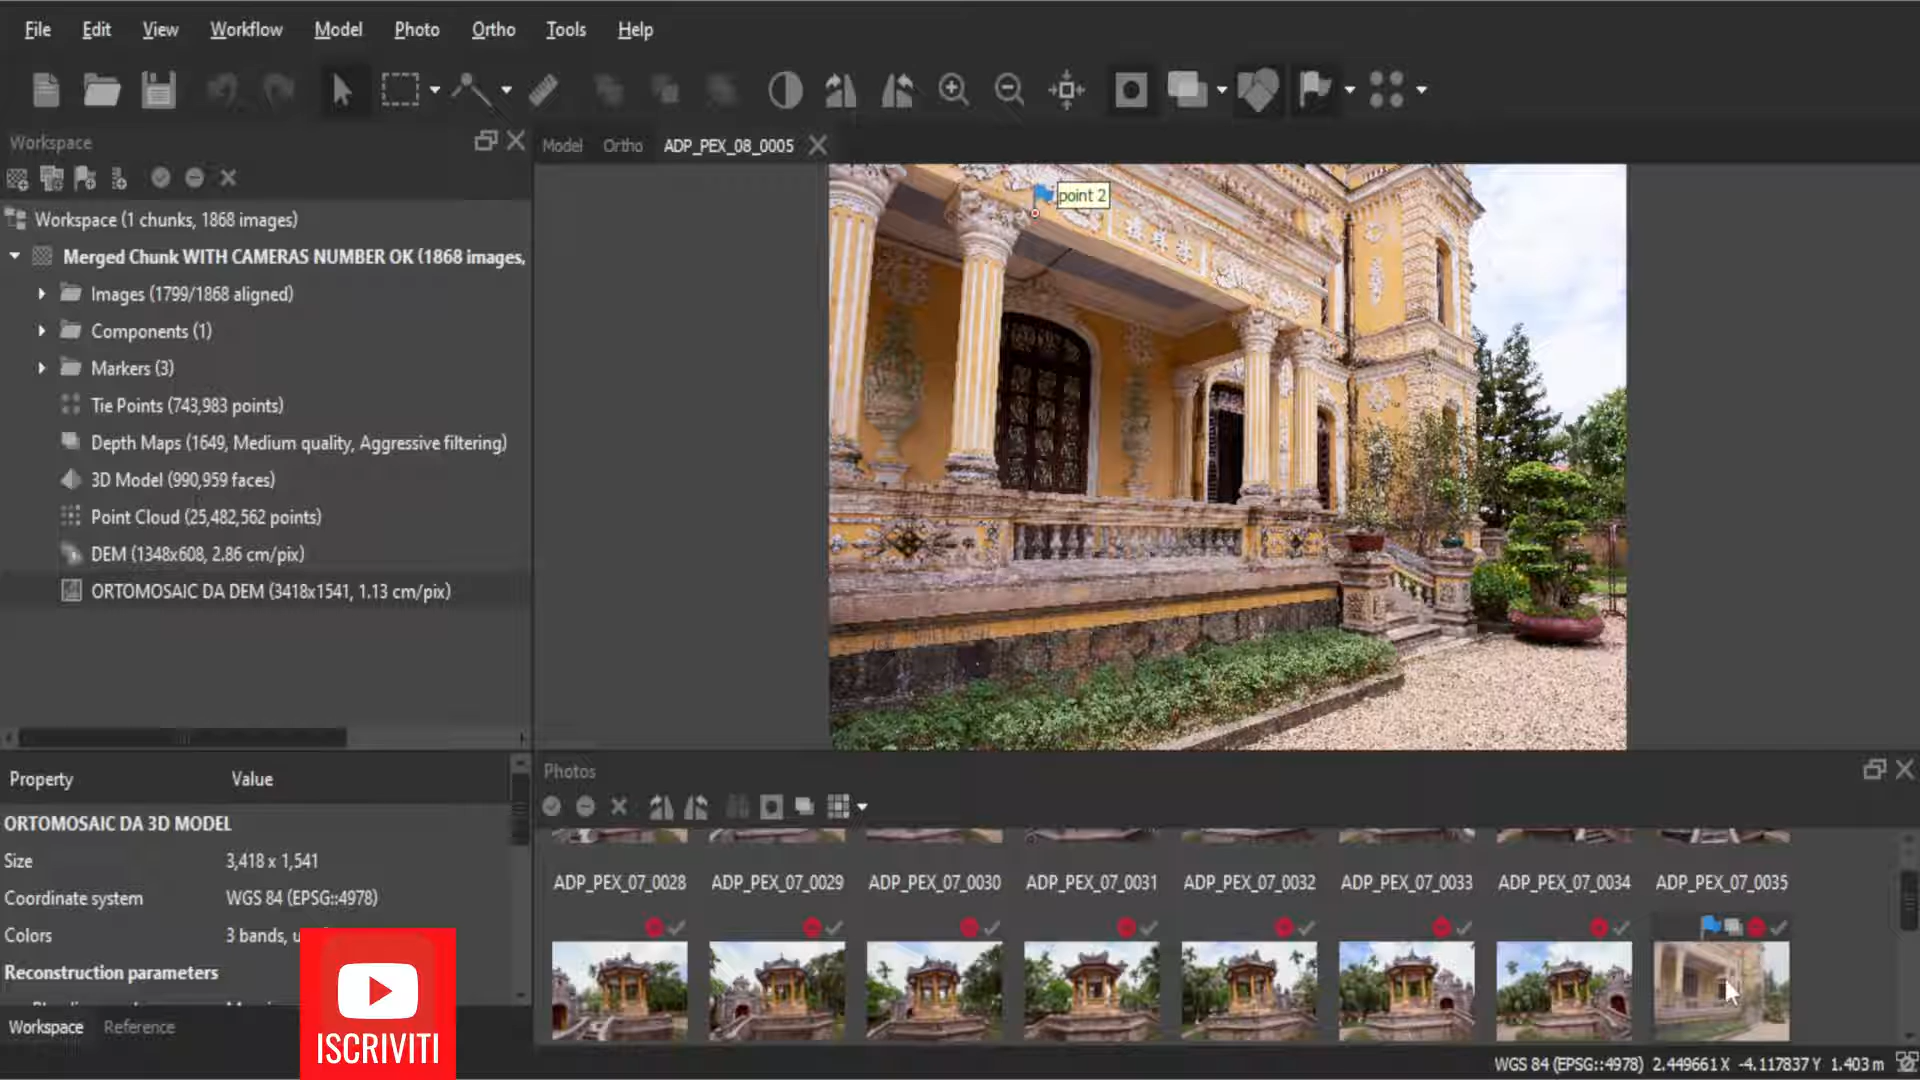 File Edit View Workflow Model Photo Ortho Tools Help
Workspace
Model Ortho ADP_PEX_08_0005
Workspace (1 chunks, 1868 images)
Merged Chunk WITH CAMERAS NUMBER OK (1868 images,
Images (1799/1868 aligned)
Components (1)
Markers (3)
Tie Points (743,983 points)
Depth Maps (1649, Medium quality, Aggressive filtering)
3D Model (990,959 faces)
Point Cloud (25,482,562 points)
DEM (1348x608, 2.86 cm/pix)
ORTOMOSAIC DA DEM (3418x1541, 1.13 cm/pix)
point 2
Property Value
ORTOMOSAIC DA 3D MODEL
Size 3,418 x 1,541
Coordinate system WGS 84 (EPSG::4978)
Colors 3 bands, u
Reconstruction parameters
Workspace Reference
ISCRIVITI
Photos
ADP_PEX_07_0028 ADP_PEX_07_0029 ADP_PEX_07_0030 ADP_PEX_07_0031 ADP_PEX_07_0032 ADP_PEX_07_0033 ADP_PEX_07_0034 ADP_PEX_07_0035
WGS 84 (EPSG::4978) 2.449661 X -4.117837 Y 1.403 m